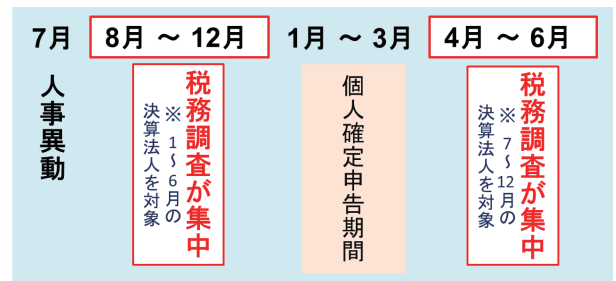 7月
人事異動
8月 ～ 12月
税務調査が集中
※ 1～6月の
決算法人を対象
1月 ～ 3月
個人確定申告期間
4月 ～ 6月
税務調査が集中
※ 7～12月の
決算法人を対象